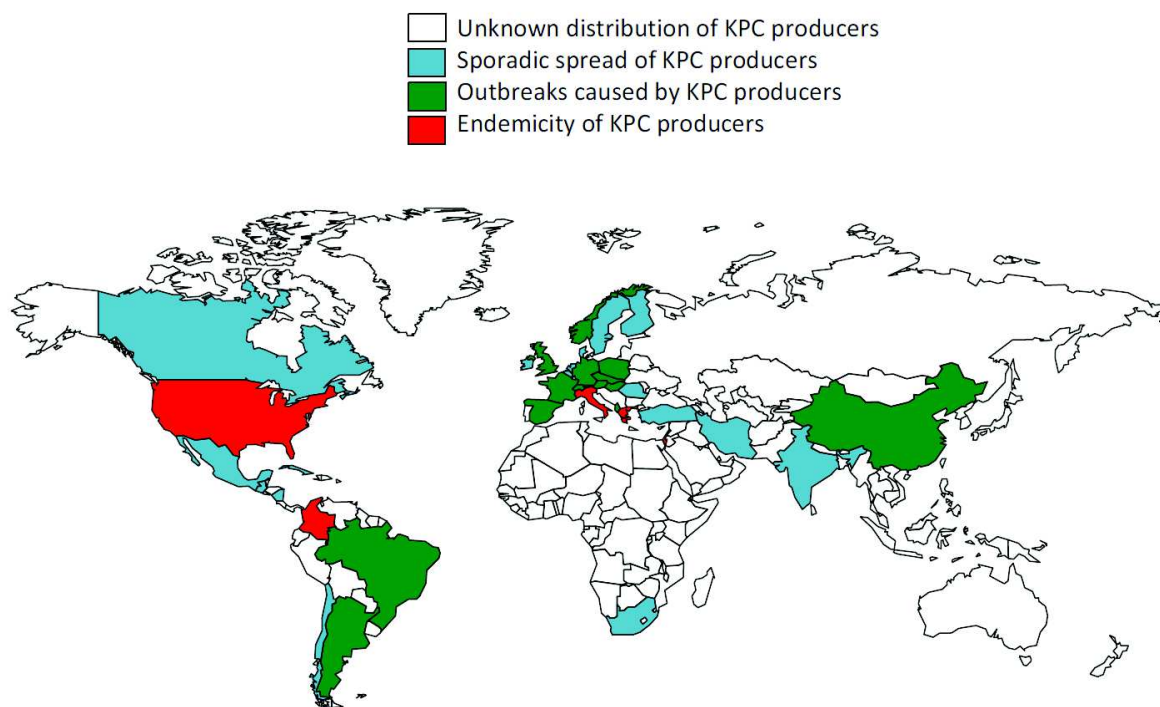 Unknown distribution of KPC producers
Sporadic spread of KPC producers
Outbreaks caused by KPC producers
Endemicity of KPC producers